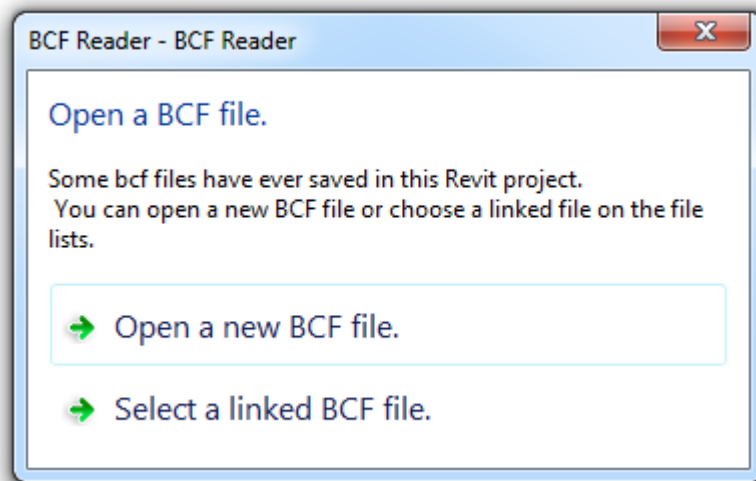 BCF Reader - BCF Reader
Open a BCF file.
Some bcf files have ever saved in this Revit project.
You can open a new BCF file or choose a linked file on the file
lists.
Open a new BCF file.
Select a linked BCF file.